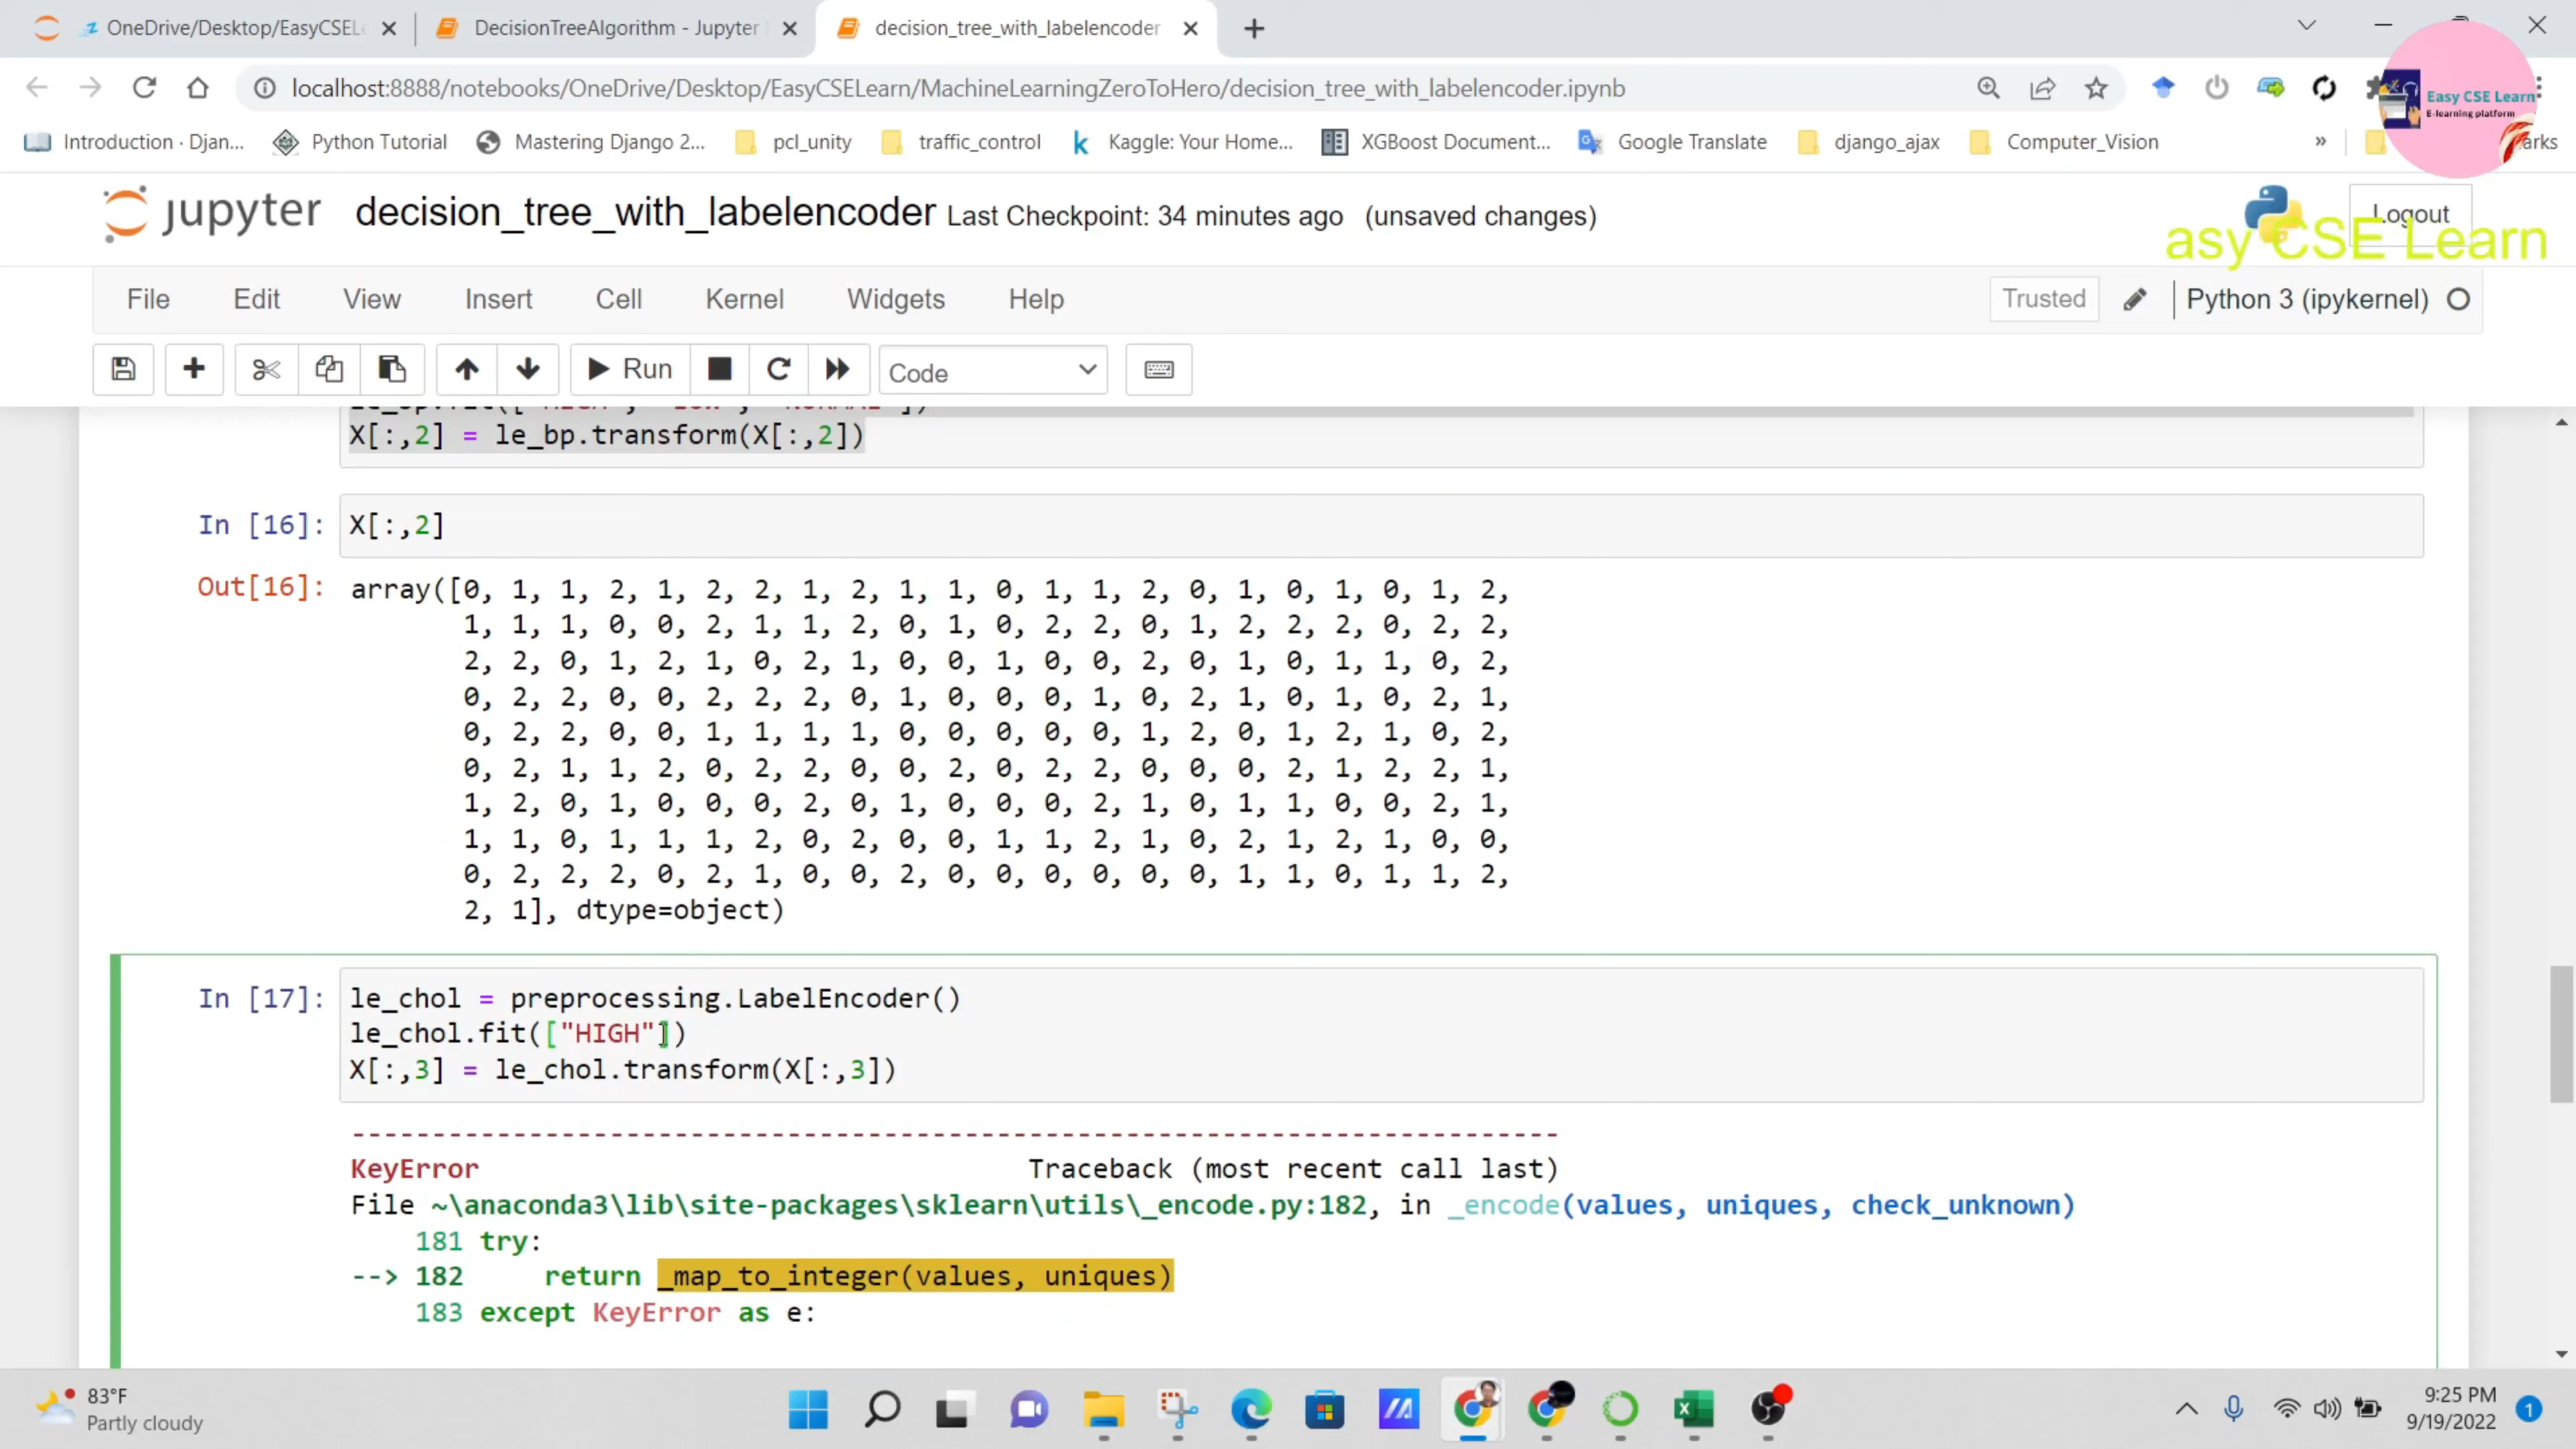 OneDrive/Desktop/EasyCSELe
DecisionTreeAlgorithm - Jupyter
decision_tree_with_labelencoder
localhost:8888/notebooks/OneDrive/Desktop/EasyCSELearn/MachineLearningZeroToHero/decision_tree_with_labelencoder.ipynb
Easy CSE Learn
E-learning platform
Introduction · Djan...
Python Tutorial
Mastering Django 2...
pcl_unity
traffic_control
Kaggle: Your Home...
XGBoost Document...
Google Translate
django_ajax
Computer_Vision
»
arks
jupyter decision_tree_with_labelencoder Last Checkpoint: 34 minutes ago (unsaved changes)
Logout
asy CSE Learn
File Edit View Insert Cell Kernel Widgets Help
Trusted
Python 3 (ipykernel)
Run
Code
X[:,2] = le_bp.transform(X[:,2])
In [16]: X[:,2]
Out[16]: array([0, 1, 1, 2, 1, 2, 2, 1, 2, 1, 1, 0, 1, 1, 2, 0, 1, 0, 1, 0, 1, 2,
1, 1, 1, 0, 0, 2, 1, 1, 2, 0, 1, 0, 2, 2, 0, 1, 2, 2, 2, 0, 2, 2,
2, 2, 0, 1, 2, 1, 0, 2, 1, 0, 0, 1, 0, 0, 2, 0, 1, 0, 1, 1, 0, 2,
0, 2, 2, 0, 0, 2, 2, 2, 0, 1, 0, 0, 0, 1, 0, 2, 1, 0, 1, 0, 2, 1,
0, 2, 2, 0, 0, 1, 1, 1, 1, 0, 0, 0, 0, 0, 1, 2, 0, 1, 2, 1, 0, 2,
0, 2, 1, 1, 2, 0, 2, 2, 0, 0, 2, 0, 2, 2, 0, 0, 0, 2, 1, 2, 2, 1,
1, 2, 0, 1, 0, 0, 0, 2, 0, 1, 0, 0, 0, 2, 1, 0, 1, 1, 0, 0, 2, 1,
1, 1, 0, 1, 1, 1, 2, 0, 2, 0, 0, 1, 1, 2, 1, 0, 2, 1, 2, 1, 0, 0,
0, 2, 2, 2, 0, 2, 1, 0, 0, 2, 0, 0, 0, 0, 0, 0, 1, 1, 0, 1, 1, 2,
2, 1], dtype=object)
In [17]: le_chol = preprocessing.LabelEncoder()
le_chol.fit(["HIGH"])
X[:,3] = le_chol.transform(X[:,3])
---------------------------------------------------------------------------
KeyError Traceback (most recent call last)
File ~\anaconda3\lib\site-packages\sklearn\utils\_encode.py:182, in _encode(values, uniques, check_unknown)
181 try:
--> 182 return _map_to_integer(values, uniques)
183 except KeyError as e:
83°F
Partly cloudy
9:25 PM
9/19/2022
1